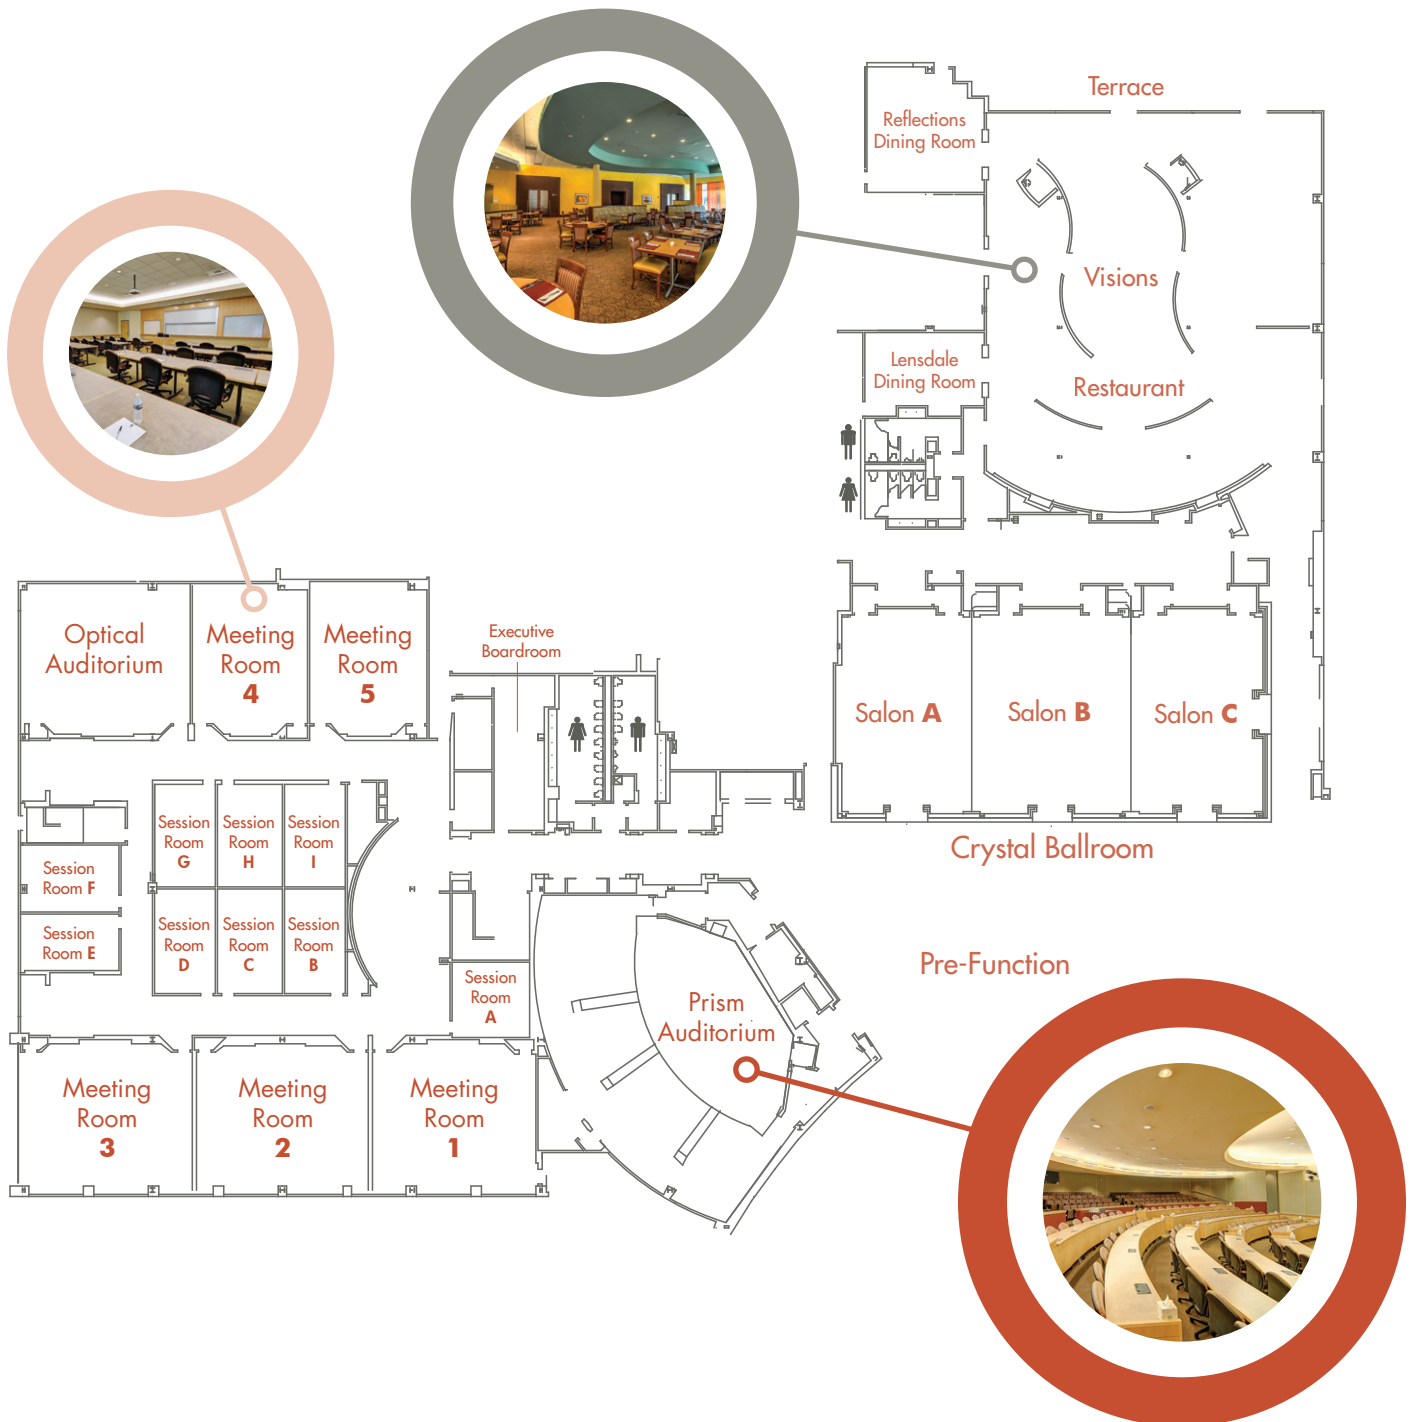 Terrace
Reflections
Dining Room
Visions
Lensdale
Dining Room
Restaurant
Optical
Auditorium
Meeting
Room
4
Meeting
Room
5
Executive
Boardroom
Salon A
Salon B
Salon C
Crystal Ballroom
Session
Room
G
Session
Room
H
Session
Room
I
Session
Room F
Session
Room E
Session
Room
D
Session
Room
C
Session
Room
B
Session
Room
A
Prism
Auditorium
Pre-Function
Meeting
Room
3
Meeting
Room
2
Meeting
Room
1